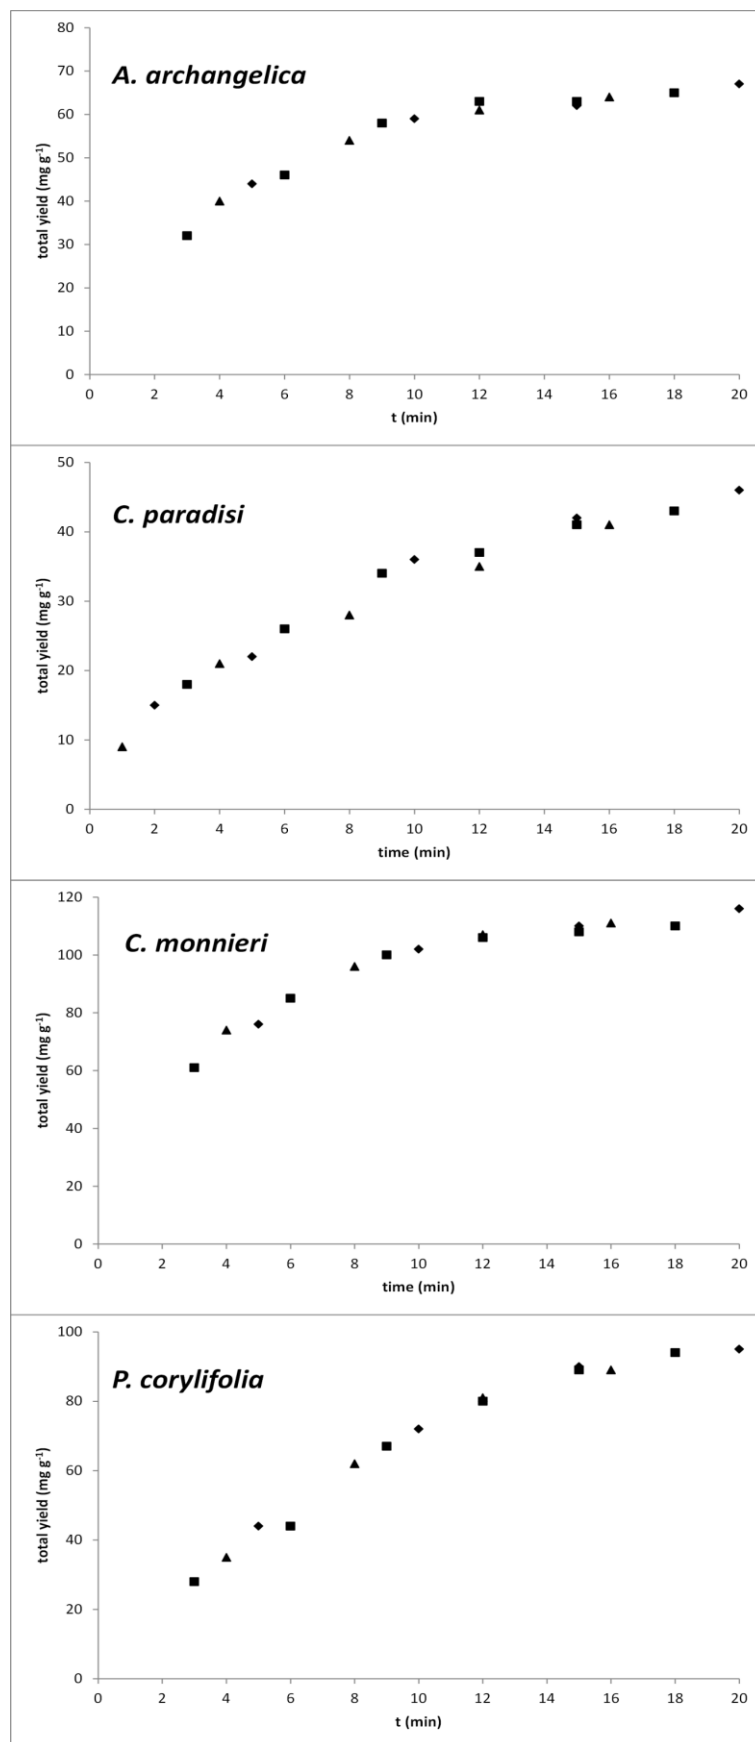 A. archangelica
total yield (mg g⁻¹)
80
70
60
50
40
30
20
10
0
0 2 4 6 8 10 12 14 16 18 20
t (min)
C. paradisi
total yield (mg g⁻¹)
50
40
30
20
10
0
0 2 4 6 8 10 12 14 16 18 20
time (min)
C. monnieri
total yield (mg g⁻¹)
120
100
80
60
40
20
0
0 2 4 6 8 10 12 14 16 18 20
time (min)
P. corylifolia
total yield (mg g⁻¹)
100
80
60
40
20
0
0 2 4 6 8 10 12 14 16 18 20
t (min)